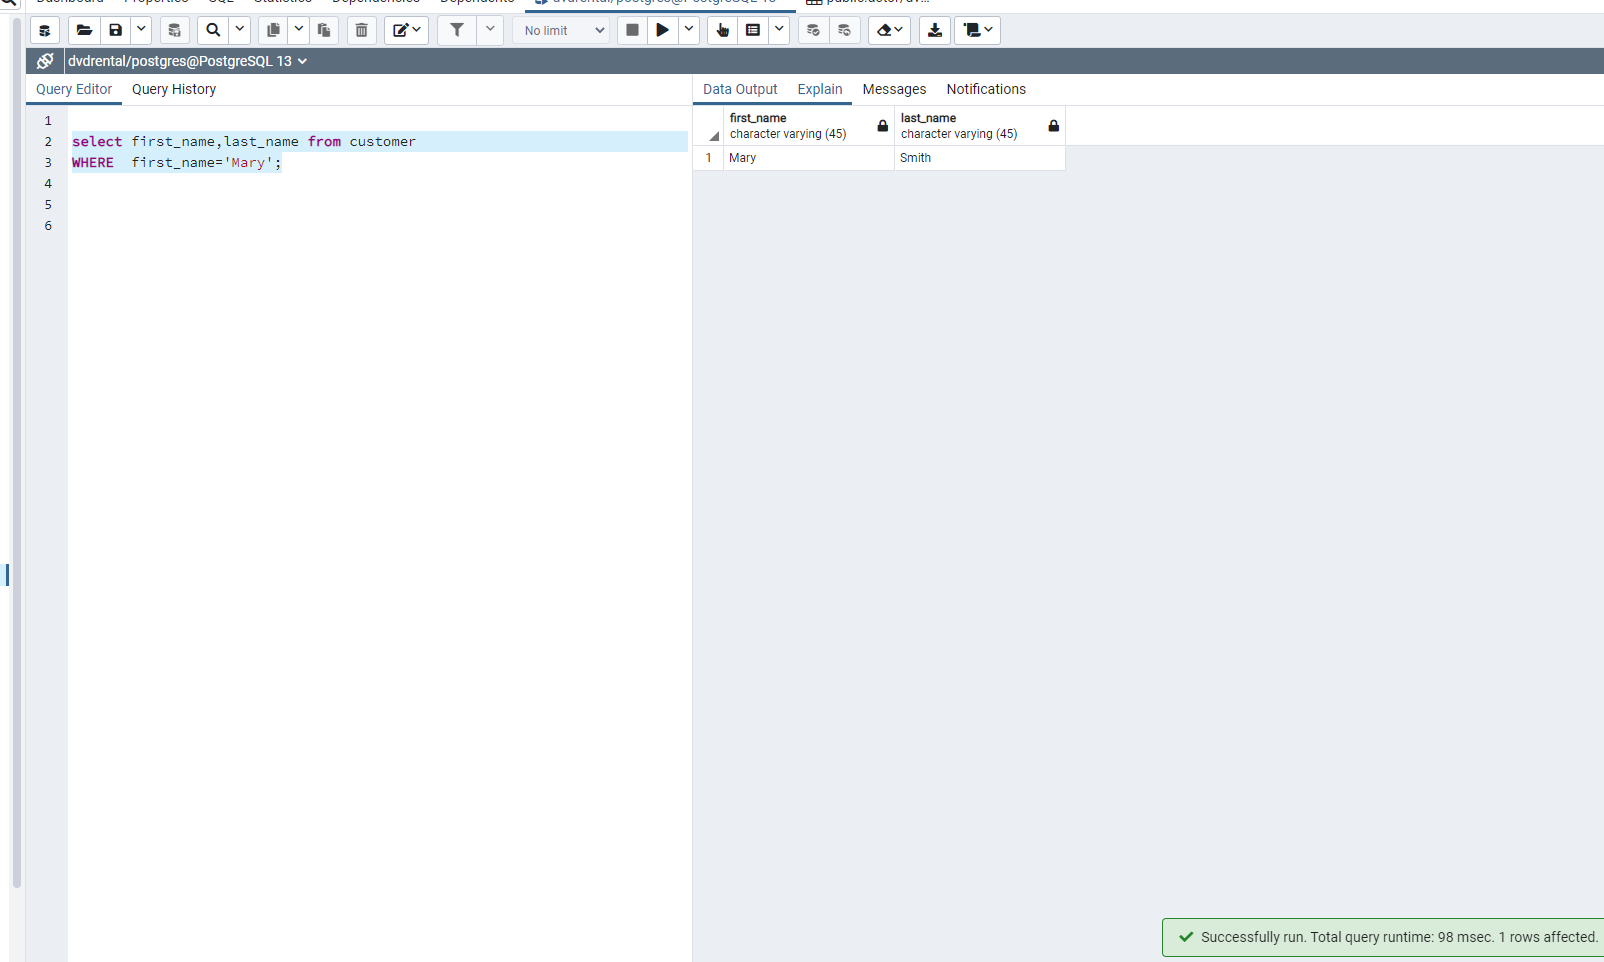 No limit
dvdrental/postgres@PostgreSQL 13
Query Editor Query History
1
2 select first_name,last_name from customer
3 WHERE  first_name='Mary';
4
5
6
Data Output Explain Messages Notifications
first_name last_name
character varying (45) character varying (45)
1 Mary Smith
Successfully run. Total query runtime: 98 msec. 1 rows affected.